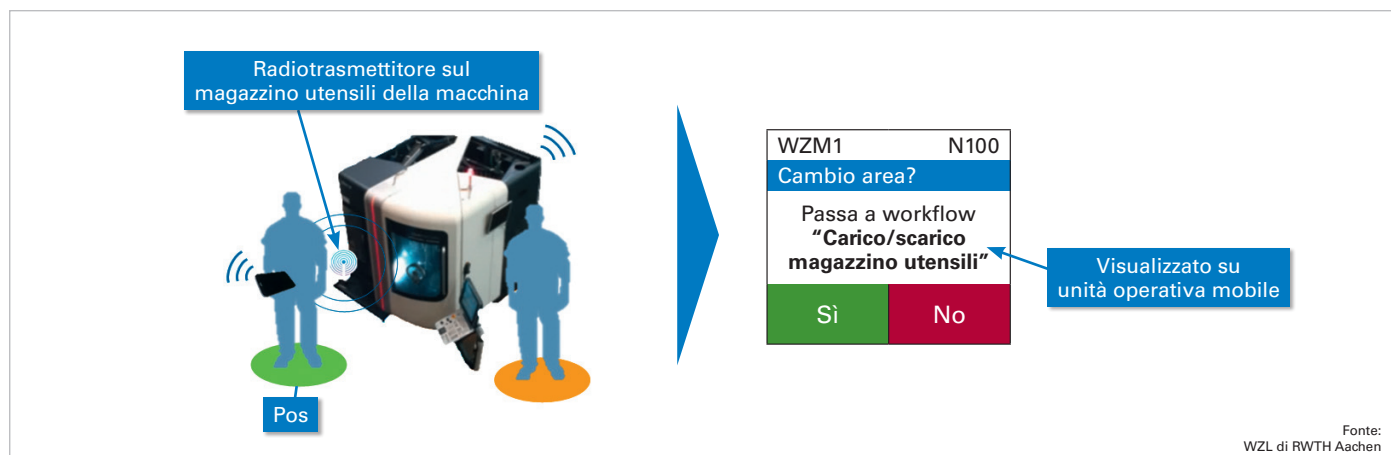 Radiotrasmettitore sul
magazzino utensili della macchina
WZM1 N100
Cambio area?
Passa a workflow
“Carico/scarico
magazzino utensili”
Visualizzato su
unità operativa mobile
Sì No
Pos
Fonte:
WZL di RWTH Aachen